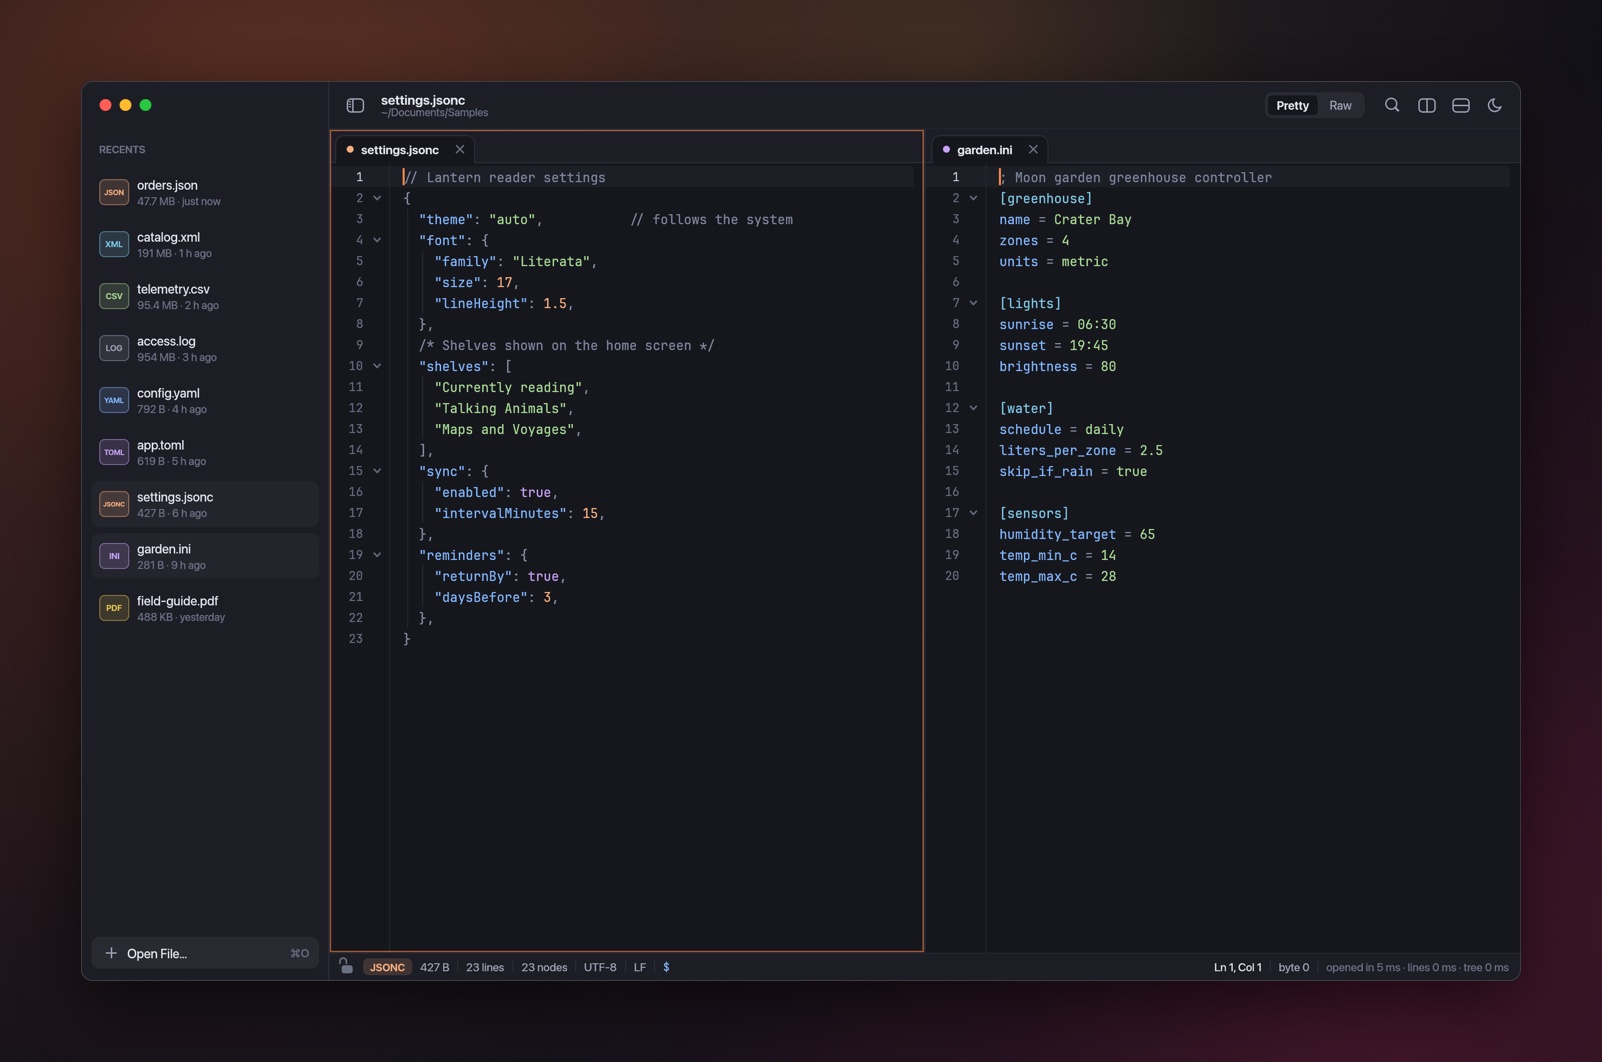 settings.jsonc
~/Documents/Samples
Pretty
Raw
RECENTS
JSON
orders.json
47.7 MB · just now
XML
catalog.xml
191 MB · 1 h ago
CSV
telemetry.csv
95.4 MB · 2 h ago
LOG
access.log
954 MB · 3 h ago
YAML
config.yaml
792 B · 4 h ago
TOML
app.toml
619 B · 5 h ago
JSONC
settings.jsonc
427 B · 6 h ago
INI
garden.ini
281 B · 9 h ago
PDF
field-guide.pdf
488 KB · yesterday
Open File...
⌘O
settings.jsonc
1 // Lantern reader settings
2 {
3   "theme": "auto",           // follows the system
4   "font": {
5     "family": "Literata",
6     "size": 17,
7     "lineHeight": 1.5,
8   },
9   /* Shelves shown on the home screen */
10   "shelves": [
11     "Currently reading",
12     "Talking Animals",
13     "Maps and Voyages",
14   ],
15   "sync": {
16     "enabled": true,
17     "intervalMinutes": 15,
18   },
19   "reminders": {
20     "returnBy": true,
21     "daysBefore": 3,
22   },
23 }
garden.ini
1 ; Moon garden greenhouse controller
2 [greenhouse]
3 name = Crater Bay
4 zones = 4
5 units = metric
6
7 [lights]
8 sunrise = 06:30
9 sunset = 19:45
10 brightness = 80
11
12 [water]
13 schedule = daily
14 liters_per_zone = 2.5
15 skip_if_rain = true
16
17 [sensors]
18 humidity_target = 65
19 temp_min_c = 14
20 temp_max_c = 28
JSONC 427 B 23 lines 23 nodes UTF-8 LF $
Ln 1, Col 1 byte 0 opened in 5 ms · lines 0 ms · tree 0 ms